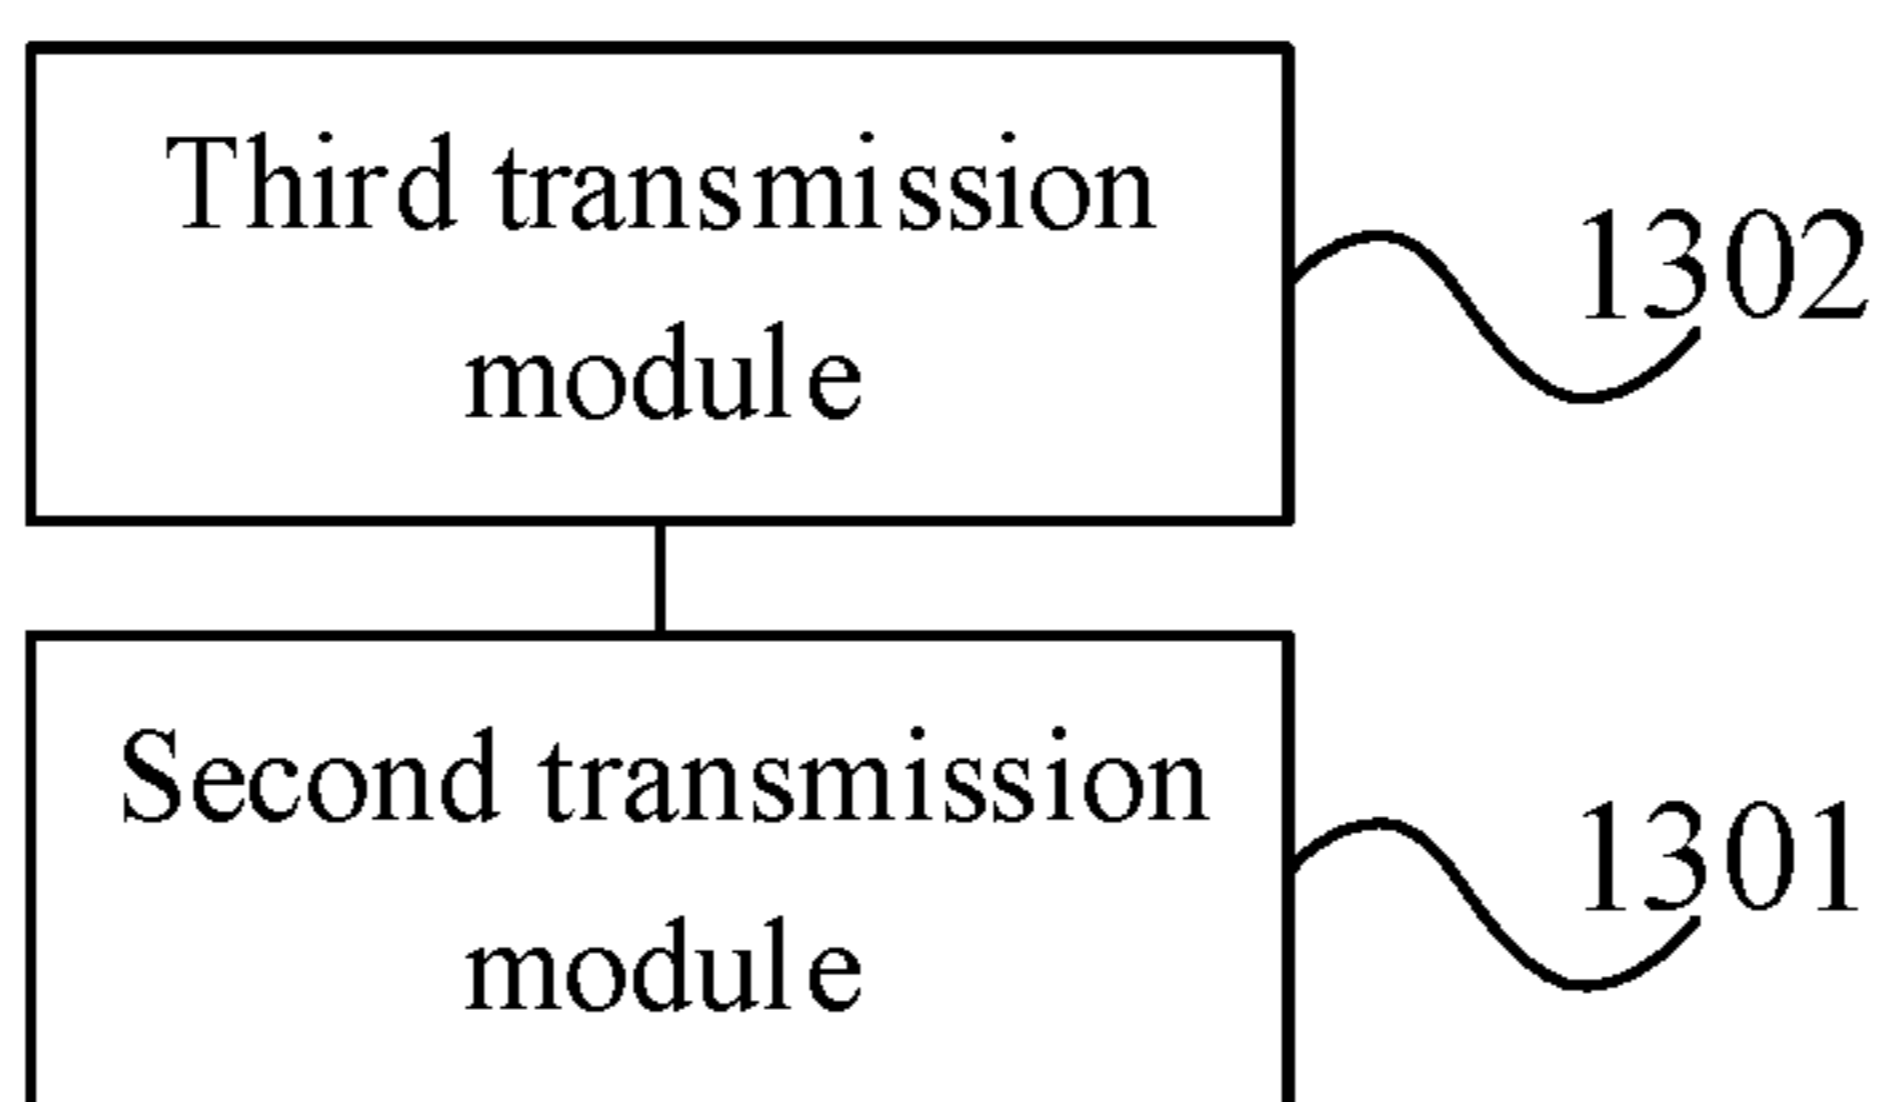 Third transmission
module
1302
Second transmission
module
1301